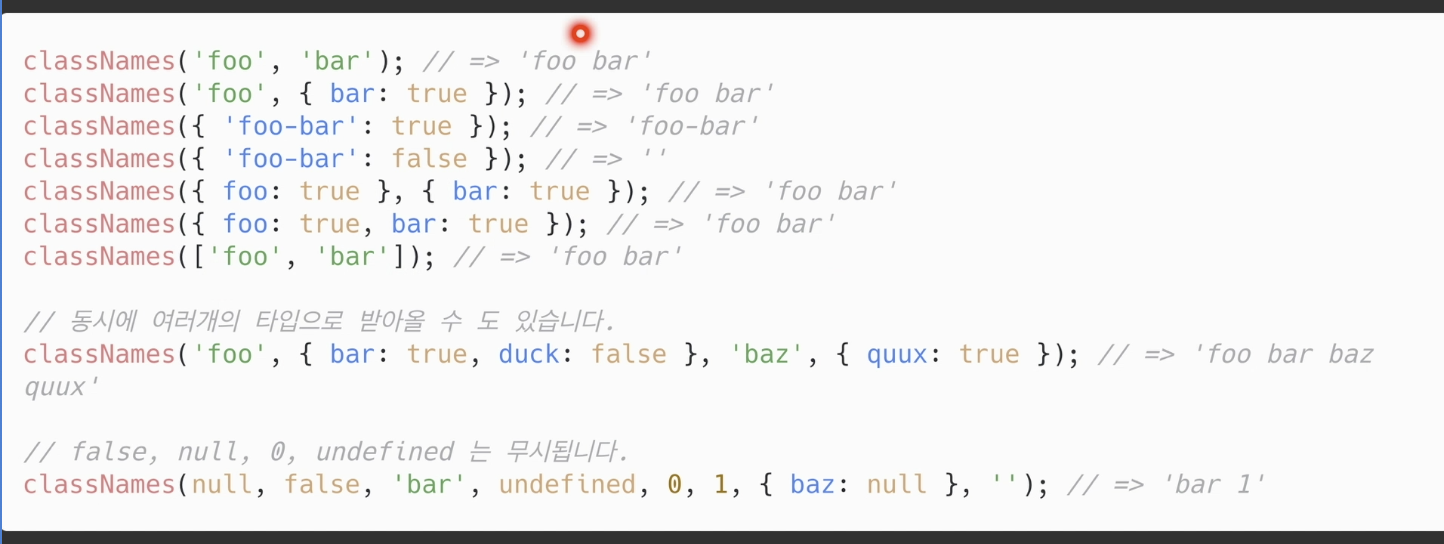 classNames('foo', 'bar'); // => 'foo bar'
classNames('foo', { bar: true }); // => 'foo bar'
classNames({ 'foo-bar': true }); // => 'foo-bar'
classNames({ 'foo-bar': false }); // => ''
classNames({ foo: true }, { bar: true }); // => 'foo bar'
classNames({ foo: true, bar: true }); // => 'foo bar'
classNames(['foo', 'bar']); // => 'foo bar'
// 동시에 여러개의 타입으로 받아올 수 도 있습니다.
classNames('foo', { bar: true, duck: false }, 'baz', { quux: true }); // => 'foo bar baz
quux'
// false, null, 0, undefined 는 무시됩니다.
classNames(null, false, 'bar', undefined, 0, 1, { baz: null }, ''); // => 'bar 1'